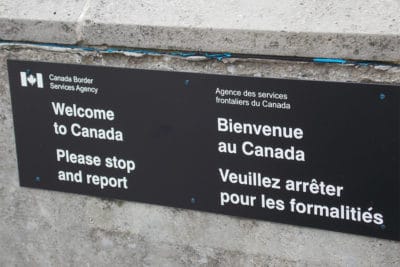 Canada Border
Services Agency
Welcome
to Canada
Please stop
and report
Agence des services
frontaliers du Canada
Bienvenue
au Canada
Veuillez arrêter
pour les formalitiés